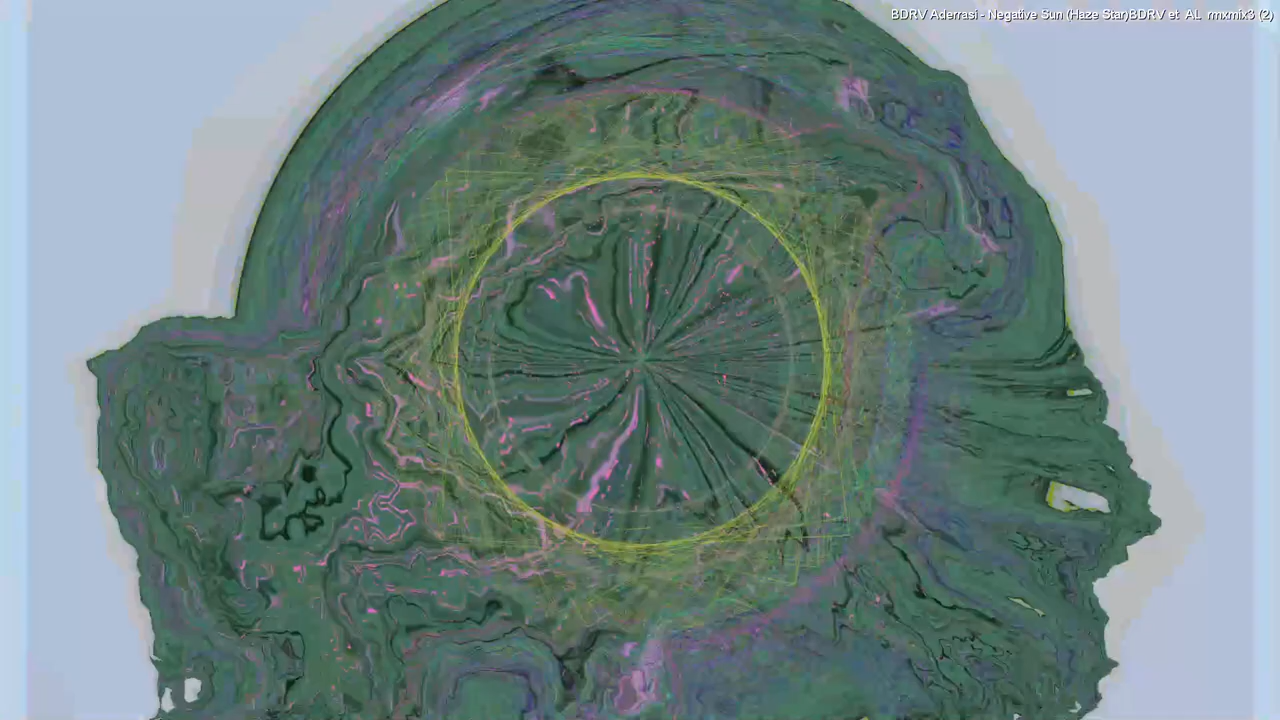 BDRV Aderrasi - Negative Sun (Haze Star)BDRV et AL rmxmix3 (2)